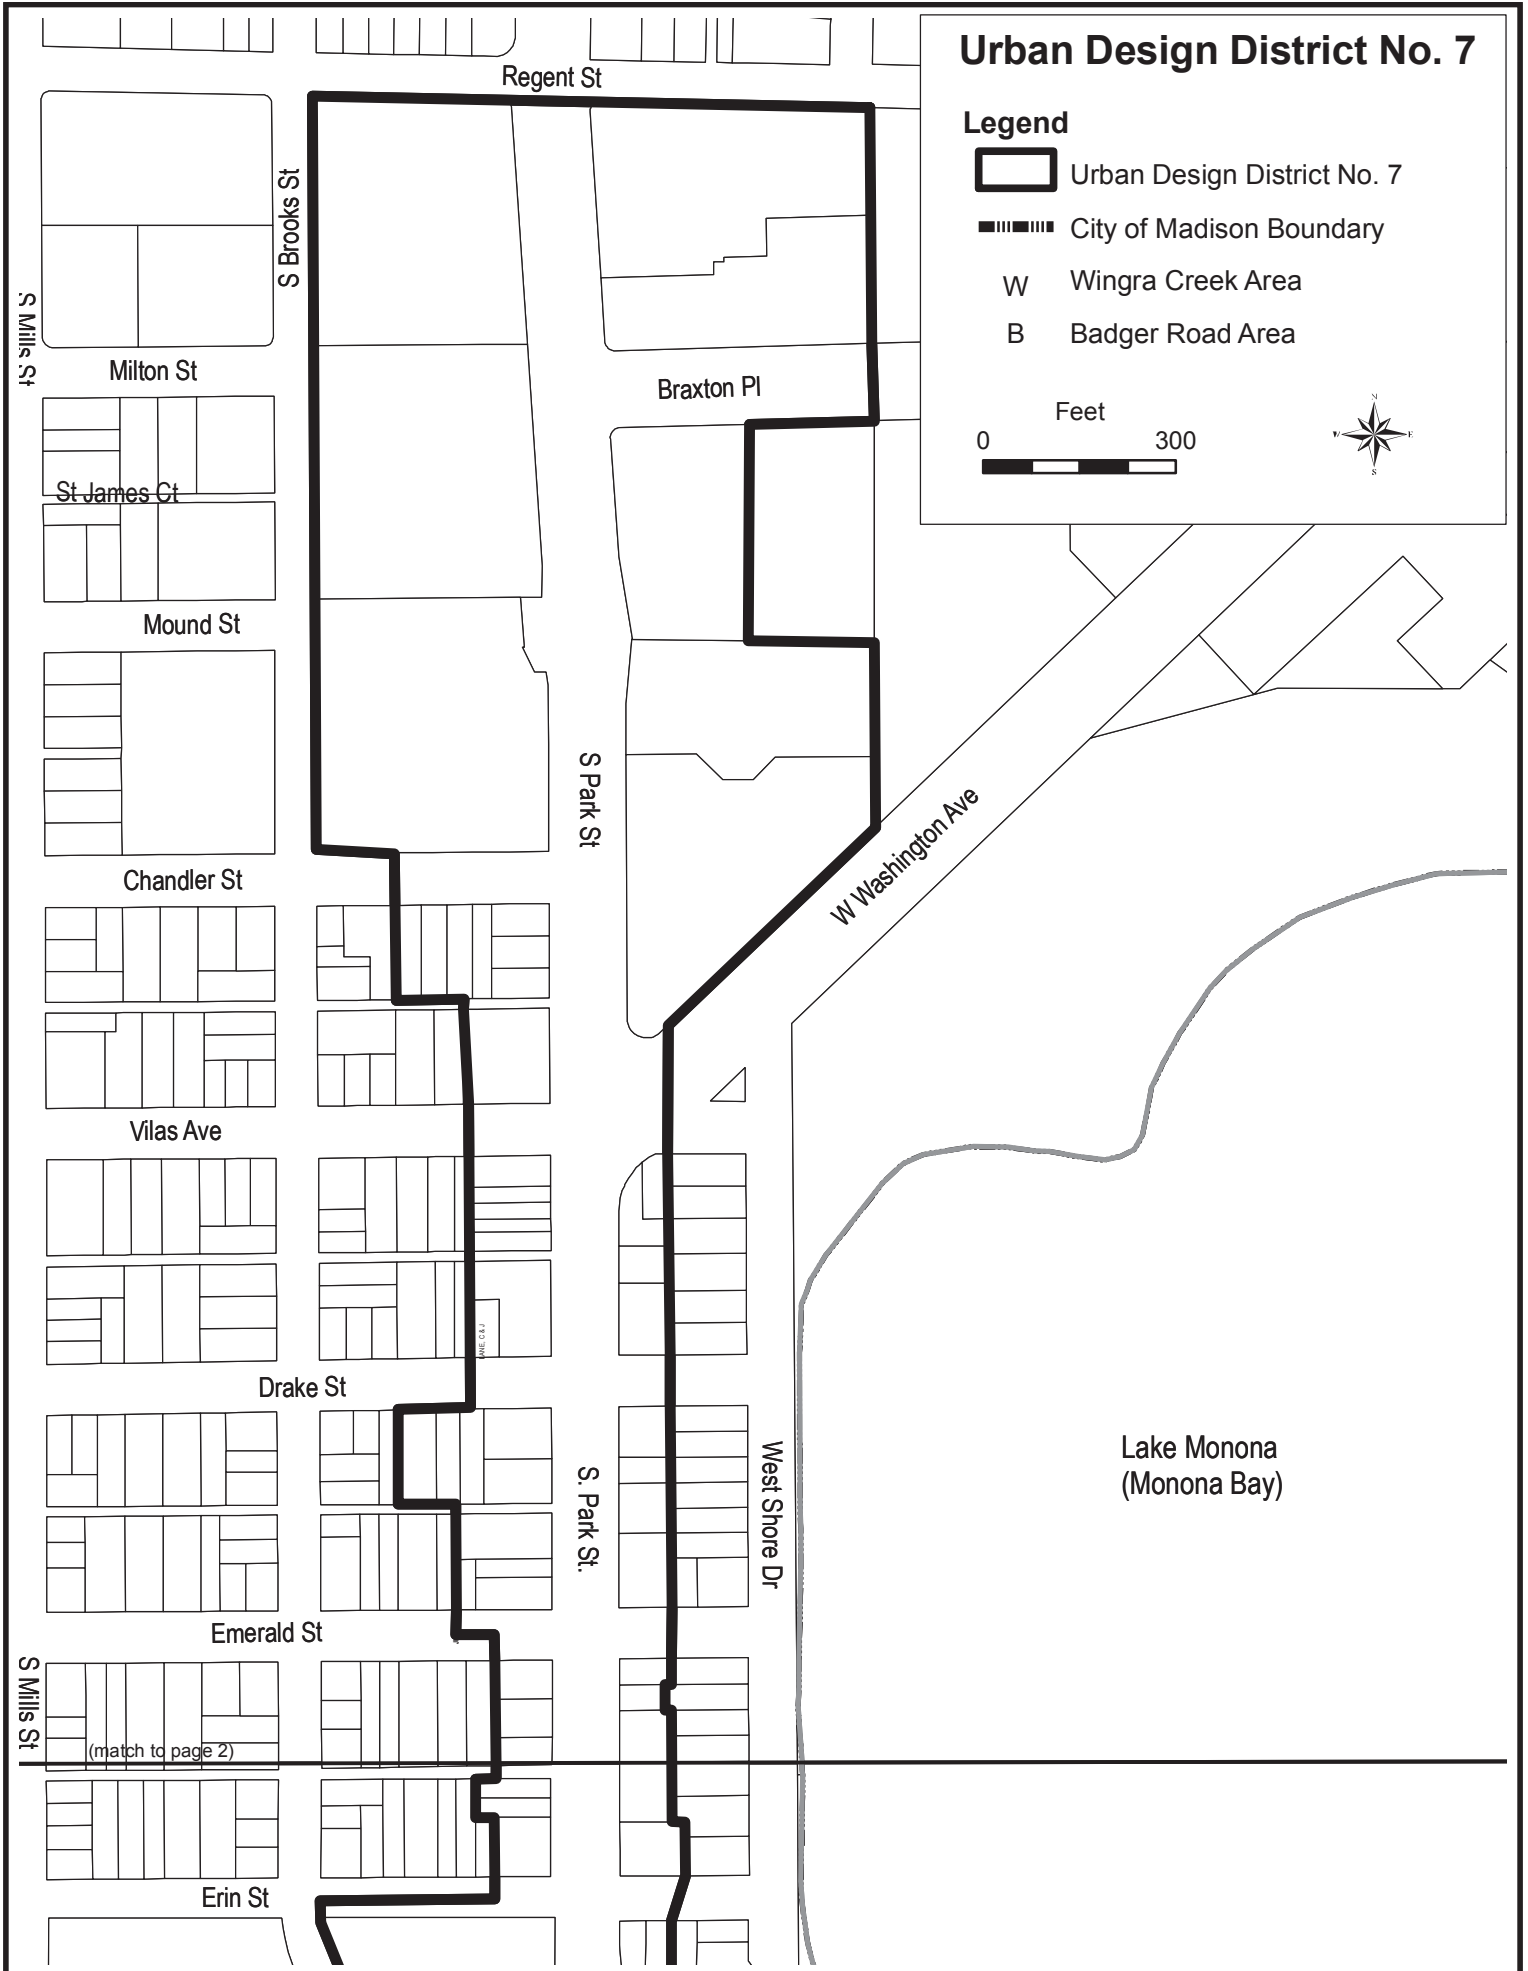 Urban Design District No. 7
Legend
Urban Design District No. 7
City of Madison Boundary
W Wingra Creek Area
B Badger Road Area
Feet
0 300
N
W E
S
Regent St
S Brooks St
S Mills St
Milton St
Braxton Pl
St James Ct
Mound St
S Park St
W Washington Ave
Chandler St
Vilas Ave
LANE, C & J
Drake St
Lake Monona
(Monona Bay)
West Shore Dr
S. Park St.
Emerald St
S Mills St
(match to page 2)
Erin St